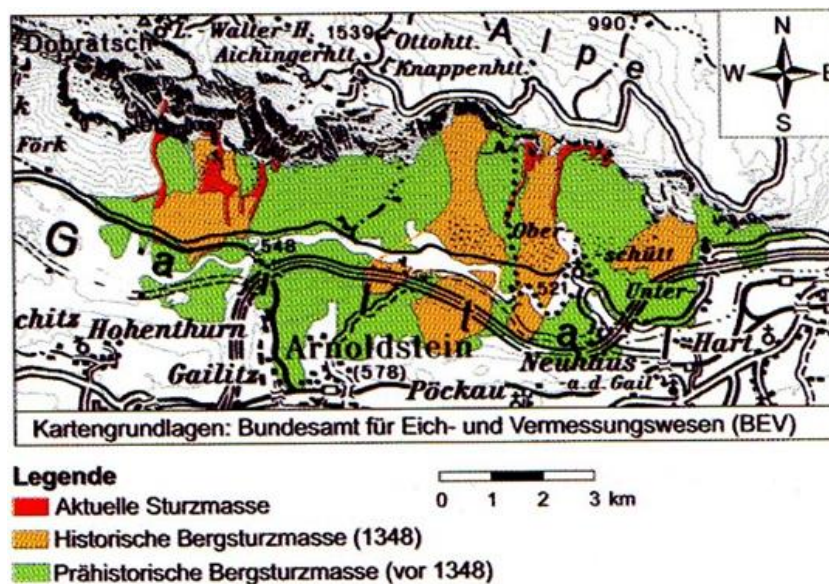 Dobratsch
L.-Walter-H.
Aichingerhtt.
1539
Ottohtt.
Knappenhtt.
990
A l p e
N
W E
S
k
Förk
G a i l t a l
548
Ober-
schütt
521
Unter-
chitz
Hohenthurn
Gailitz
Arnoldstein
(578)
Pöckau
Neuhaus
a.d. Gail
Hart
Kartengrundlagen: Bundesamt für Eich- und Vermessungswesen (BEV)
Legende
0 1 2 3 km
Aktuelle Sturzmasse
Historische Bergsturzmasse (1348)
Prähistorische Bergsturzmasse (vor 1348)